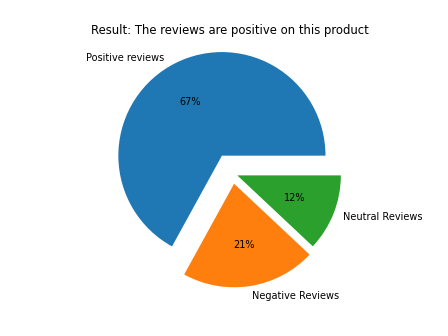 Result: The reviews are positive on this product
Positive reviews
67%
12%
Neutral Reviews
21%
Negative Reviews